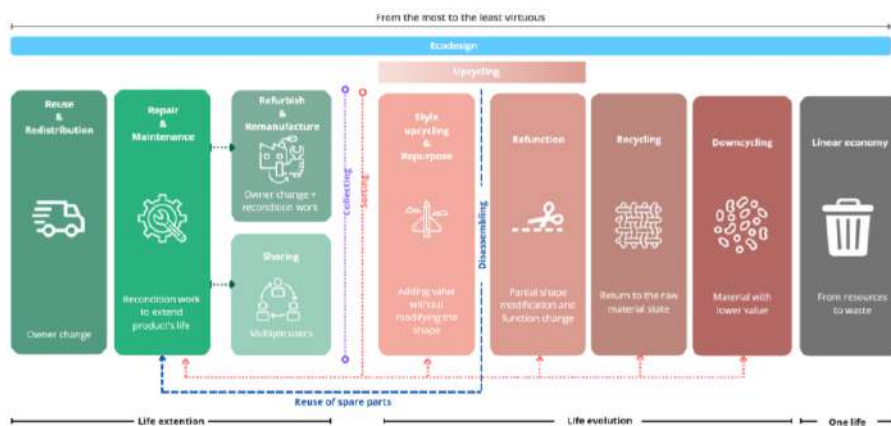 From the most to the least virtuous
Ecodesign
Upcycling
Reuse
&
Redistribution
Owner change
Repair
&
Maintenance
Recondition work
to extend
product's life
Refurbish
&
Remanufacture
Owner change +
recondition work
Sharing
Multiple users
Collecting
Sorting
Style
upcycling
&
Repurpose
Adding value
without
modifying the
shape
Disassembling
Refunction
Partial shape
modification and
function change
Recycling
Return to the raw
material state
Downcycling
Material with
lower value
Linear economy
From resources
to waste
Reuse of spare parts
Life extention
Life evolution
One life